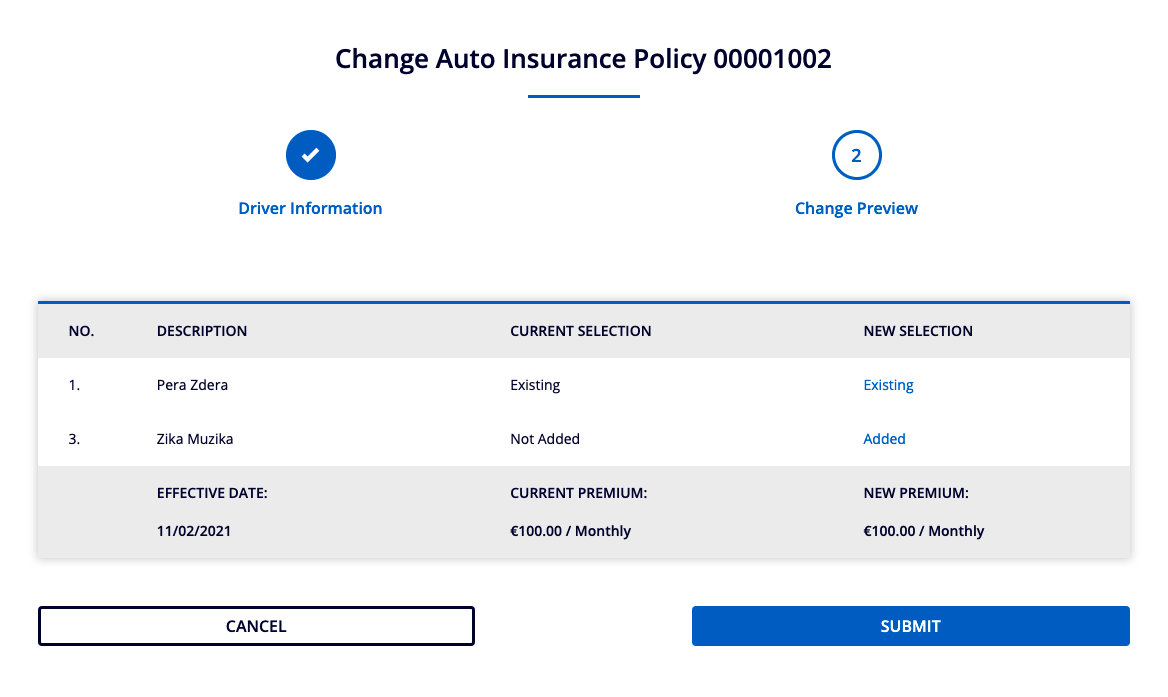 Change Auto Insurance Policy 00001002
2
Driver Information Change Preview
NO. DESCRIPTION CURRENT SELECTION NEW SELECTION
1. Pera Zdera Existing Existing
3. Zika Muzika Not Added Added
EFFECTIVE DATE: CURRENT PREMIUM: NEW PREMIUM:
11/02/2021 €100.00 / Monthly €100.00 / Monthly
CANCEL SUBMIT